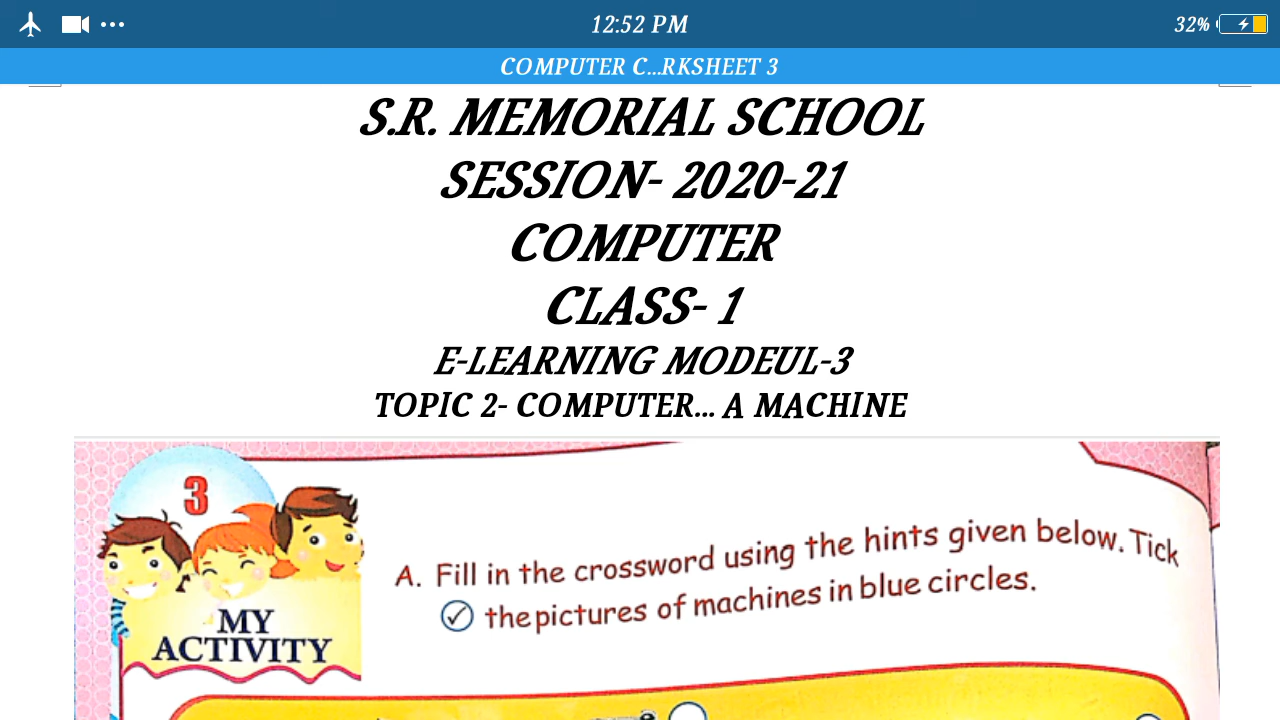 12:52 PM
32%
COMPUTER C...RKSHEET 3
S.R. MEMORIAL SCHOOL
SESSION- 2020-21
COMPUTER
CLASS- 1
E-LEARNING MODEUL-3
TOPIC 2- COMPUTER... A MACHINE
3
MY
ACTIVITY
A. Fill in the crossword using the hints given below. Tick
the pictures of machines in blue circles.